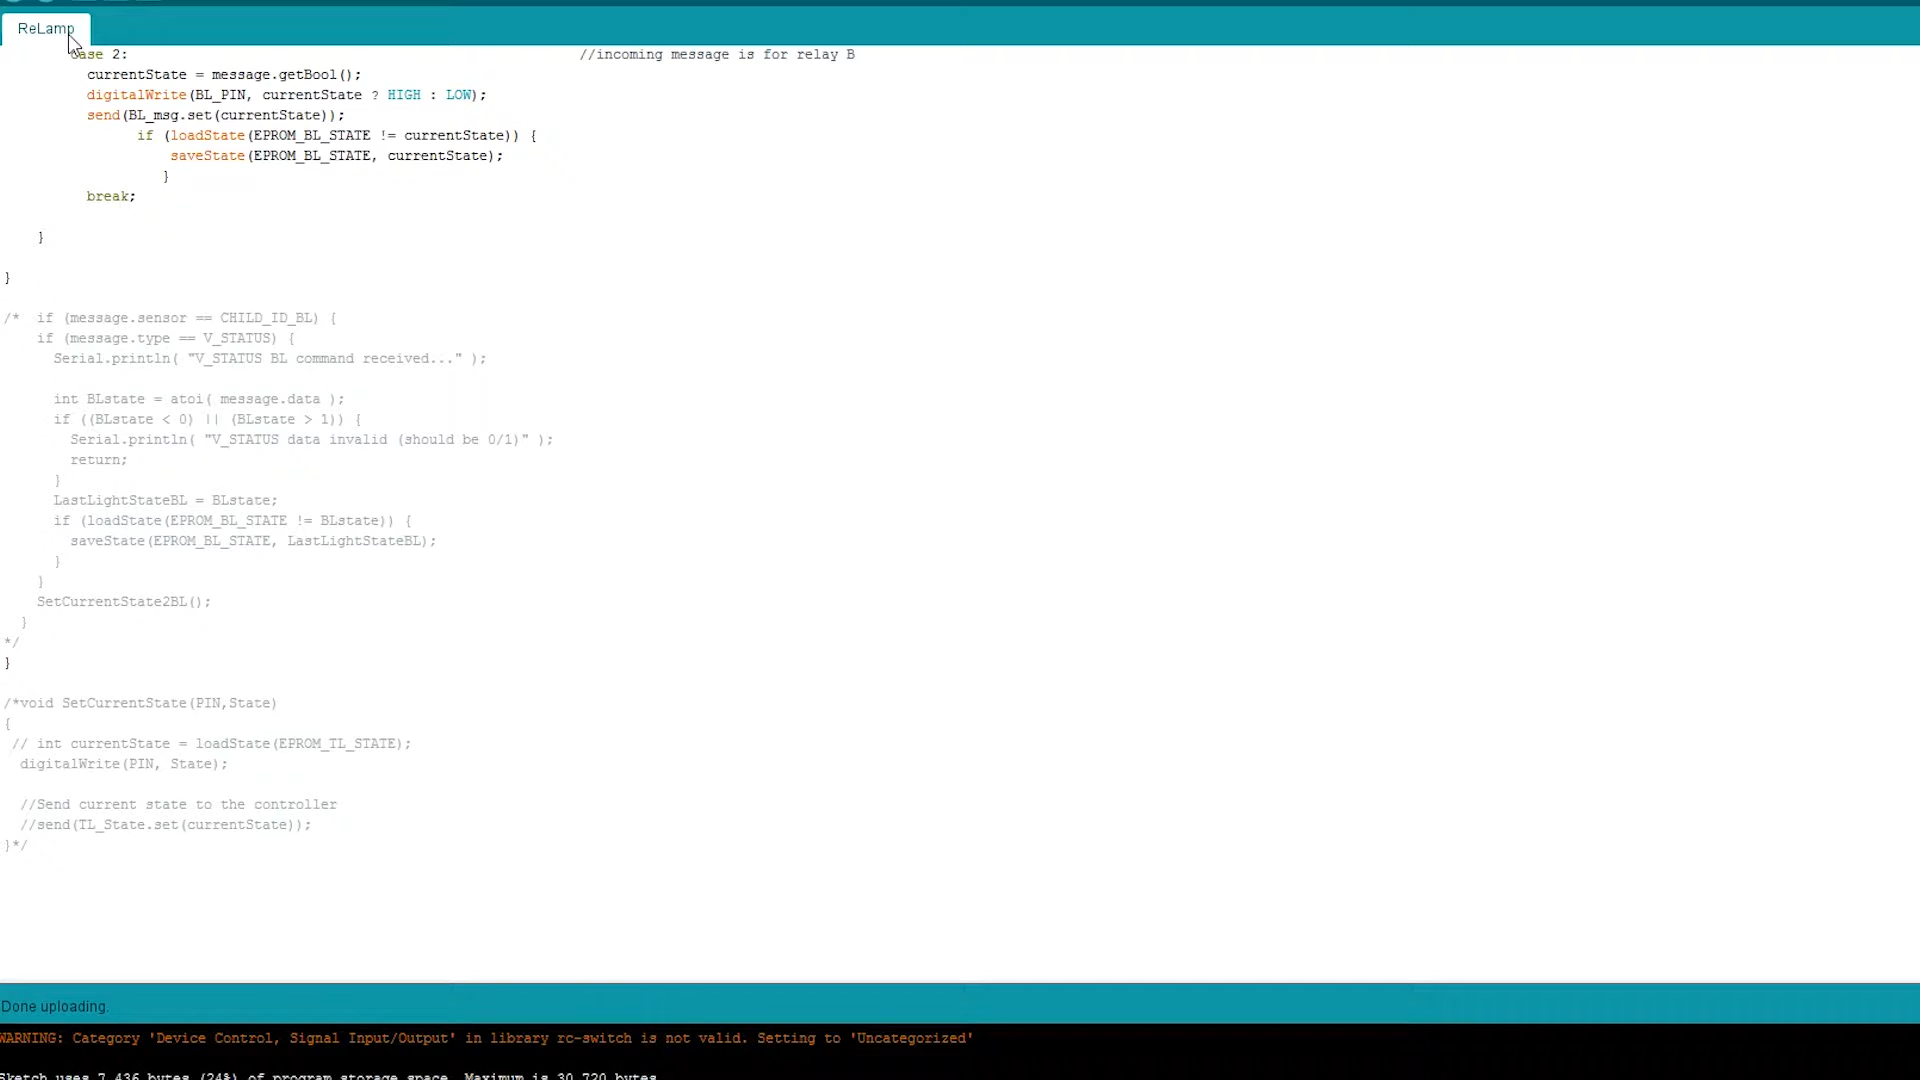 ReLamp
case 2: //incoming message is for relay B
currentState = message.getBool();
digitalWrite(BL_PIN, currentState ? HIGH : LOW);
send(BL_msg.set(currentState));
if (loadState(EPROM_BL_STATE != currentState)) {
saveState(EPROM_BL_STATE, currentState);
}
break;
}
}
/* if (message.sensor == CHILD_ID_BL) {
if (message.type == V_STATUS) {
Serial.println( "V_STATUS BL command received..." );
int BLstate = atoi( message.data );
if ((BLstate < 0) || (BLstate > 1)) {
Serial.println( "V_STATUS data invalid (should be 0/1)" );
return;
}
LastLightStateBL = BLstate;
if (loadState(EPROM_BL_STATE != BLstate)) {
saveState(EPROM_BL_STATE, LastLightStateBL);
}
}
SetCurrentState2BL();
}
*/
}
/*void SetCurrentState(PIN,State)
{
// int currentState = loadState(EPROM_TL_STATE);
digitalWrite(PIN, State);
//Send current state to the controller
//send(TL_State.set(currentState));
}*/
Done uploading.
WARNING: Category 'Device Control, Signal Input/Output' in library rc-switch is not valid. Setting to 'Uncategorized'
Sketch uses 7,436 bytes (24%) of program storage space. Maximum is 30,720 bytes.